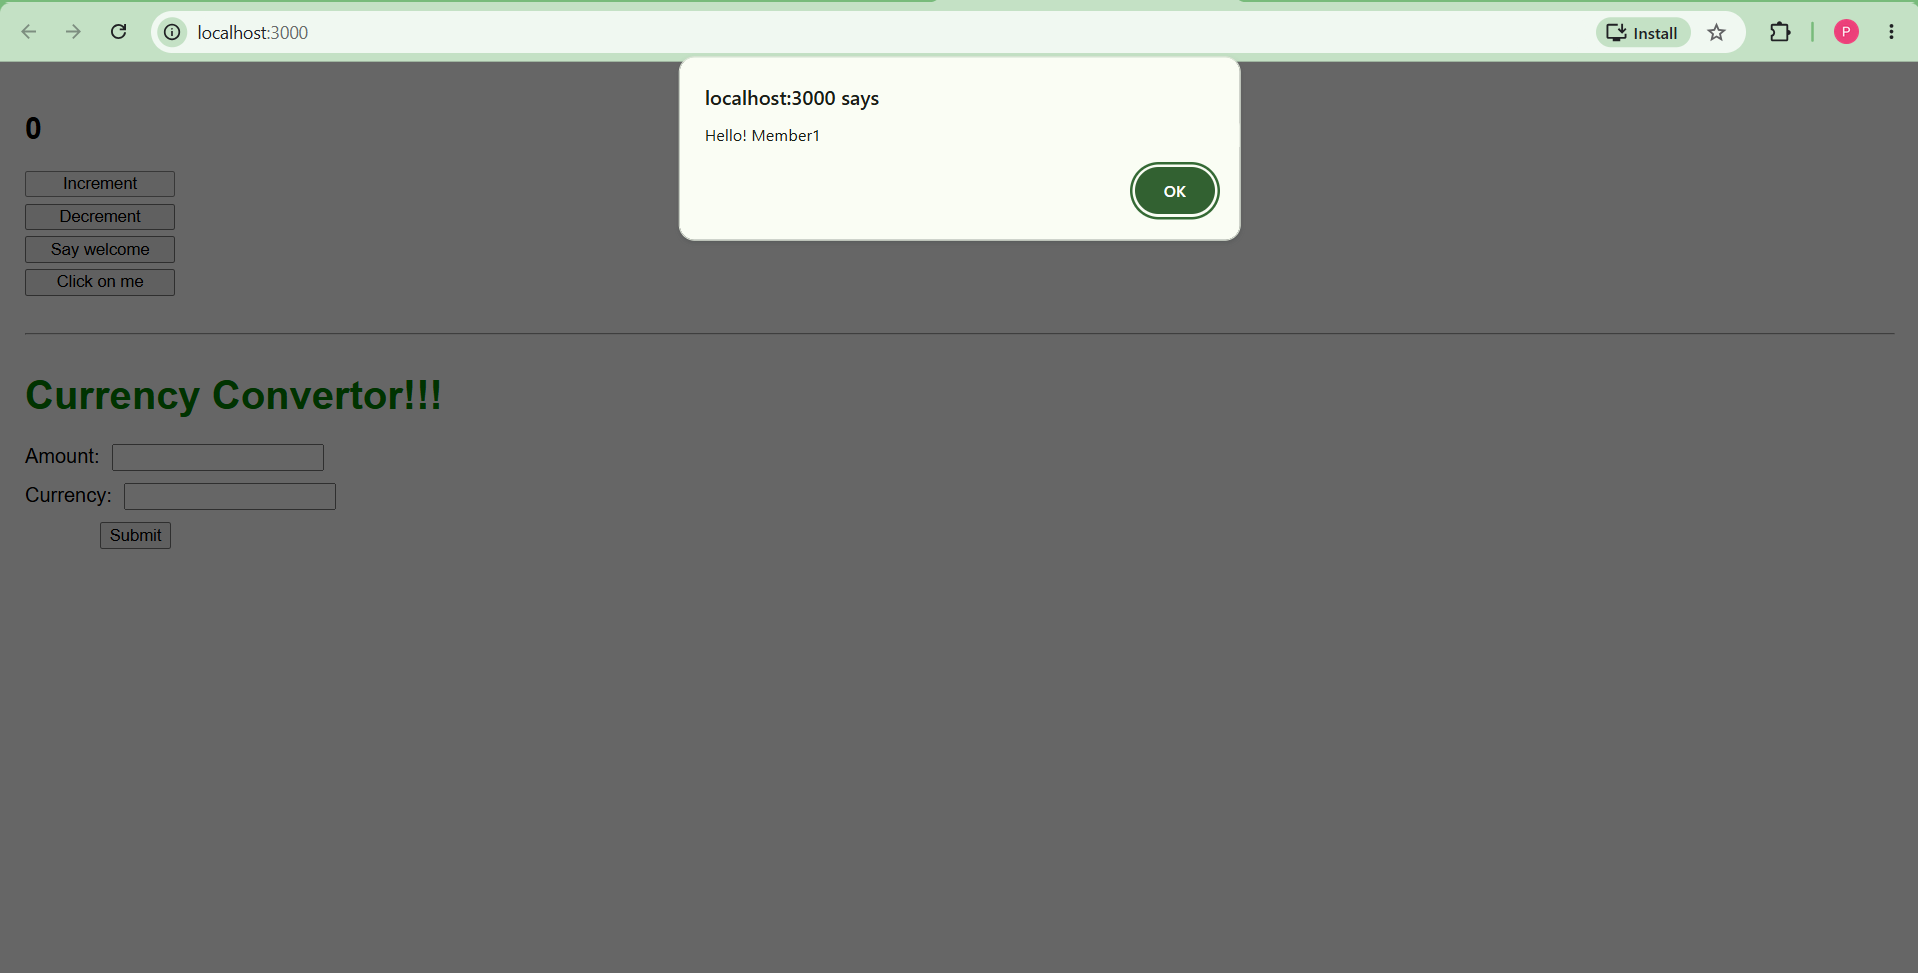 localhost:3000
Install
P
localhost:3000 says
Hello! Member1
OK
0
Increment
Decrement
Say welcome
Click on me
Currency Convertor!!!
Amount:
Currency:
Submit